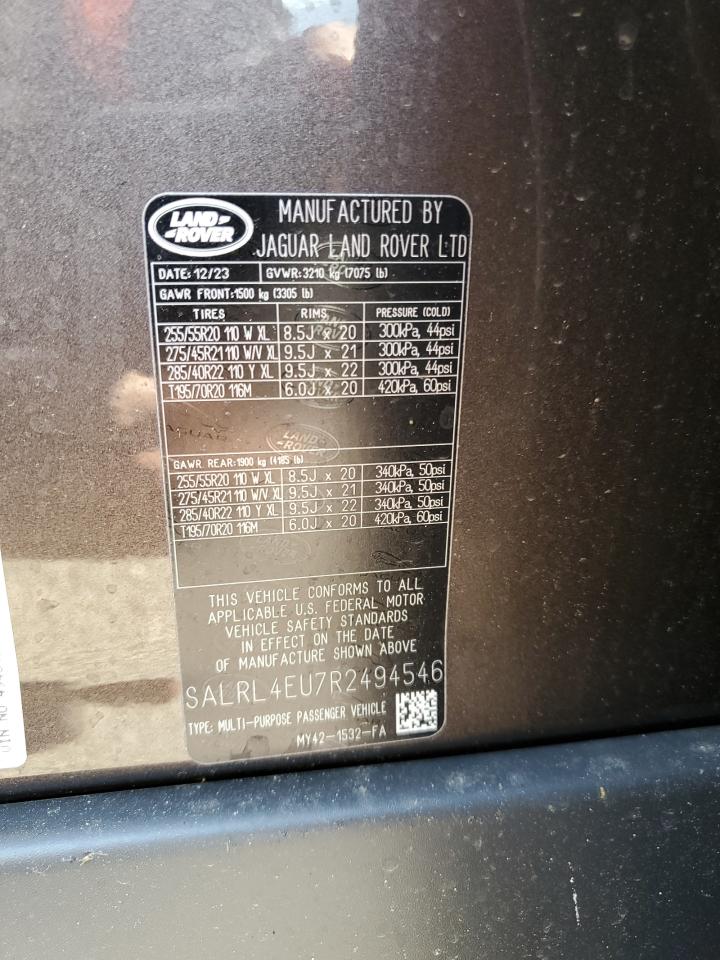 LAND-
-ROVER
MANUFACTURED BY
JAGUAR LAND ROVER LTD
DATE: 12/23 GVWR: 3210 kg (7075 lb)
GAWR FRONT: 1500 kg (3305 lb)
TIRES RIMS PRESSURE (COLD)
255/55R20 110 W XL 8.5J x 20 300kPa, 44psi
275/45R21 110 W/V XL 9.5J x 21 300kPa, 44psi
285/40R22 110 Y XL 9.5J x 22 300kPa, 44psi
T195/70R20 116M 6.0J x 20 420kPa, 60psi
JAGUAR
LAND-
-ROVER
GAWR REAR: 1900 kg (4185 lb)
255/55R20 110 W XL 8.5J x 20 340kPa, 50psi
275/45R21 110 W/V XL 9.5J x 21 340kPa, 50psi
285/40R22 110 Y XL 9.5J x 22 340kPa, 50psi
T195/70R20 116M 6.0J x 20 420kPa, 60psi
THIS VEHICLE CONFORMS TO ALL
APPLICABLE U.S. FEDERAL MOTOR
VEHICLE SAFETY STANDARDS
IN EFFECT ON THE DATE
OF MANUFACTURE SHOWN ABOVE
SALRL4EU7R2494546
TYPE: MULTI-PURPOSE PASSENGER VEHICLE
MY42-1532-FA